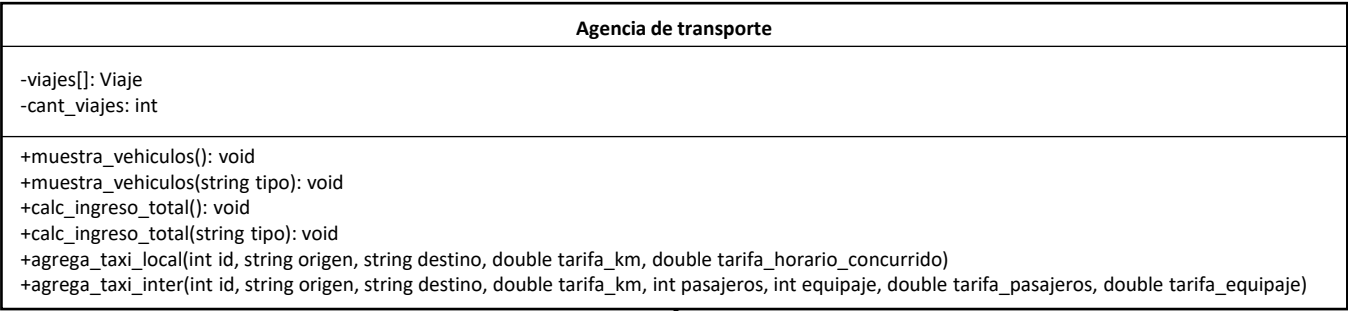 Agencia de transporte
-viajes[]: Viaje
-cant_viajes: int
+muestra_vehiculos(): void
+muestra_vehiculos(string tipo): void
+calc_ingreso_total(): void
+calc_ingreso_total(string tipo): void
+agrega_taxi_local(int id, string origen, string destino, double tarifa_km, double tarifa_horario_concurrido)
+agrega_taxi_inter(int id, string origen, string destino, double tarifa_km, int pasajeros, int equipaje, double tarifa_pasajeros, double tarifa_equipaje)